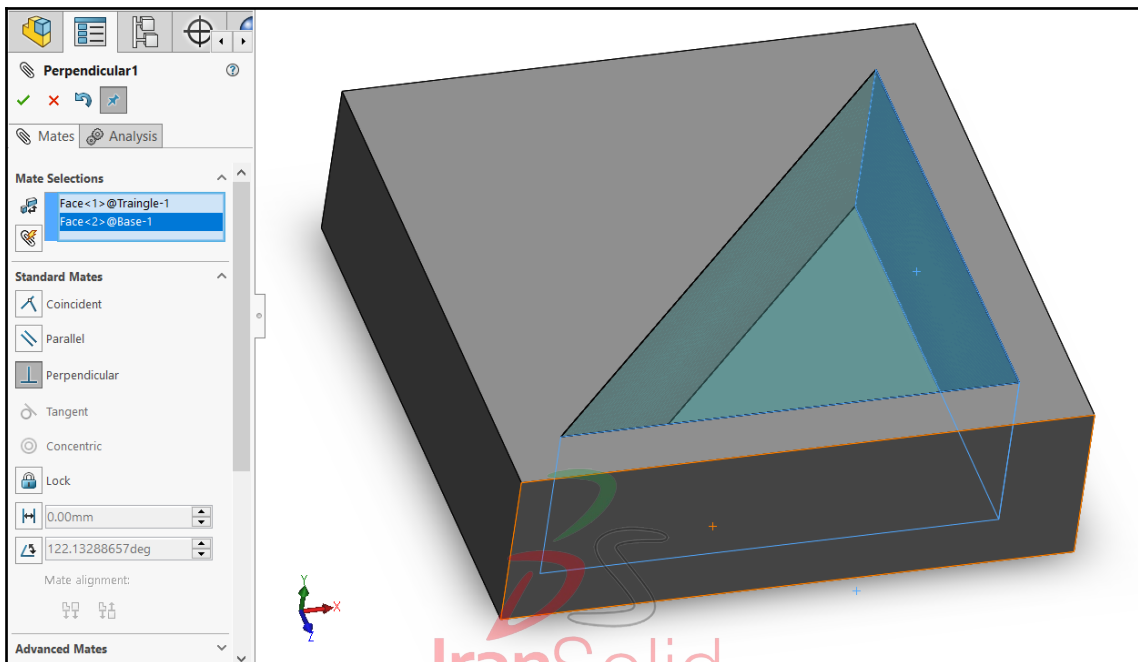 Perpendicular1
Mates
Analysis
Mate Selections
Face<1>@Traingle-1
Face<2>@Base-1
Standard Mates
Coincident
Parallel
Perpendicular
Tangent
Concentric
Lock
0.00mm
122.13288657deg
Mate alignment:
Advanced Mates
Y
X
Z
IranSolid